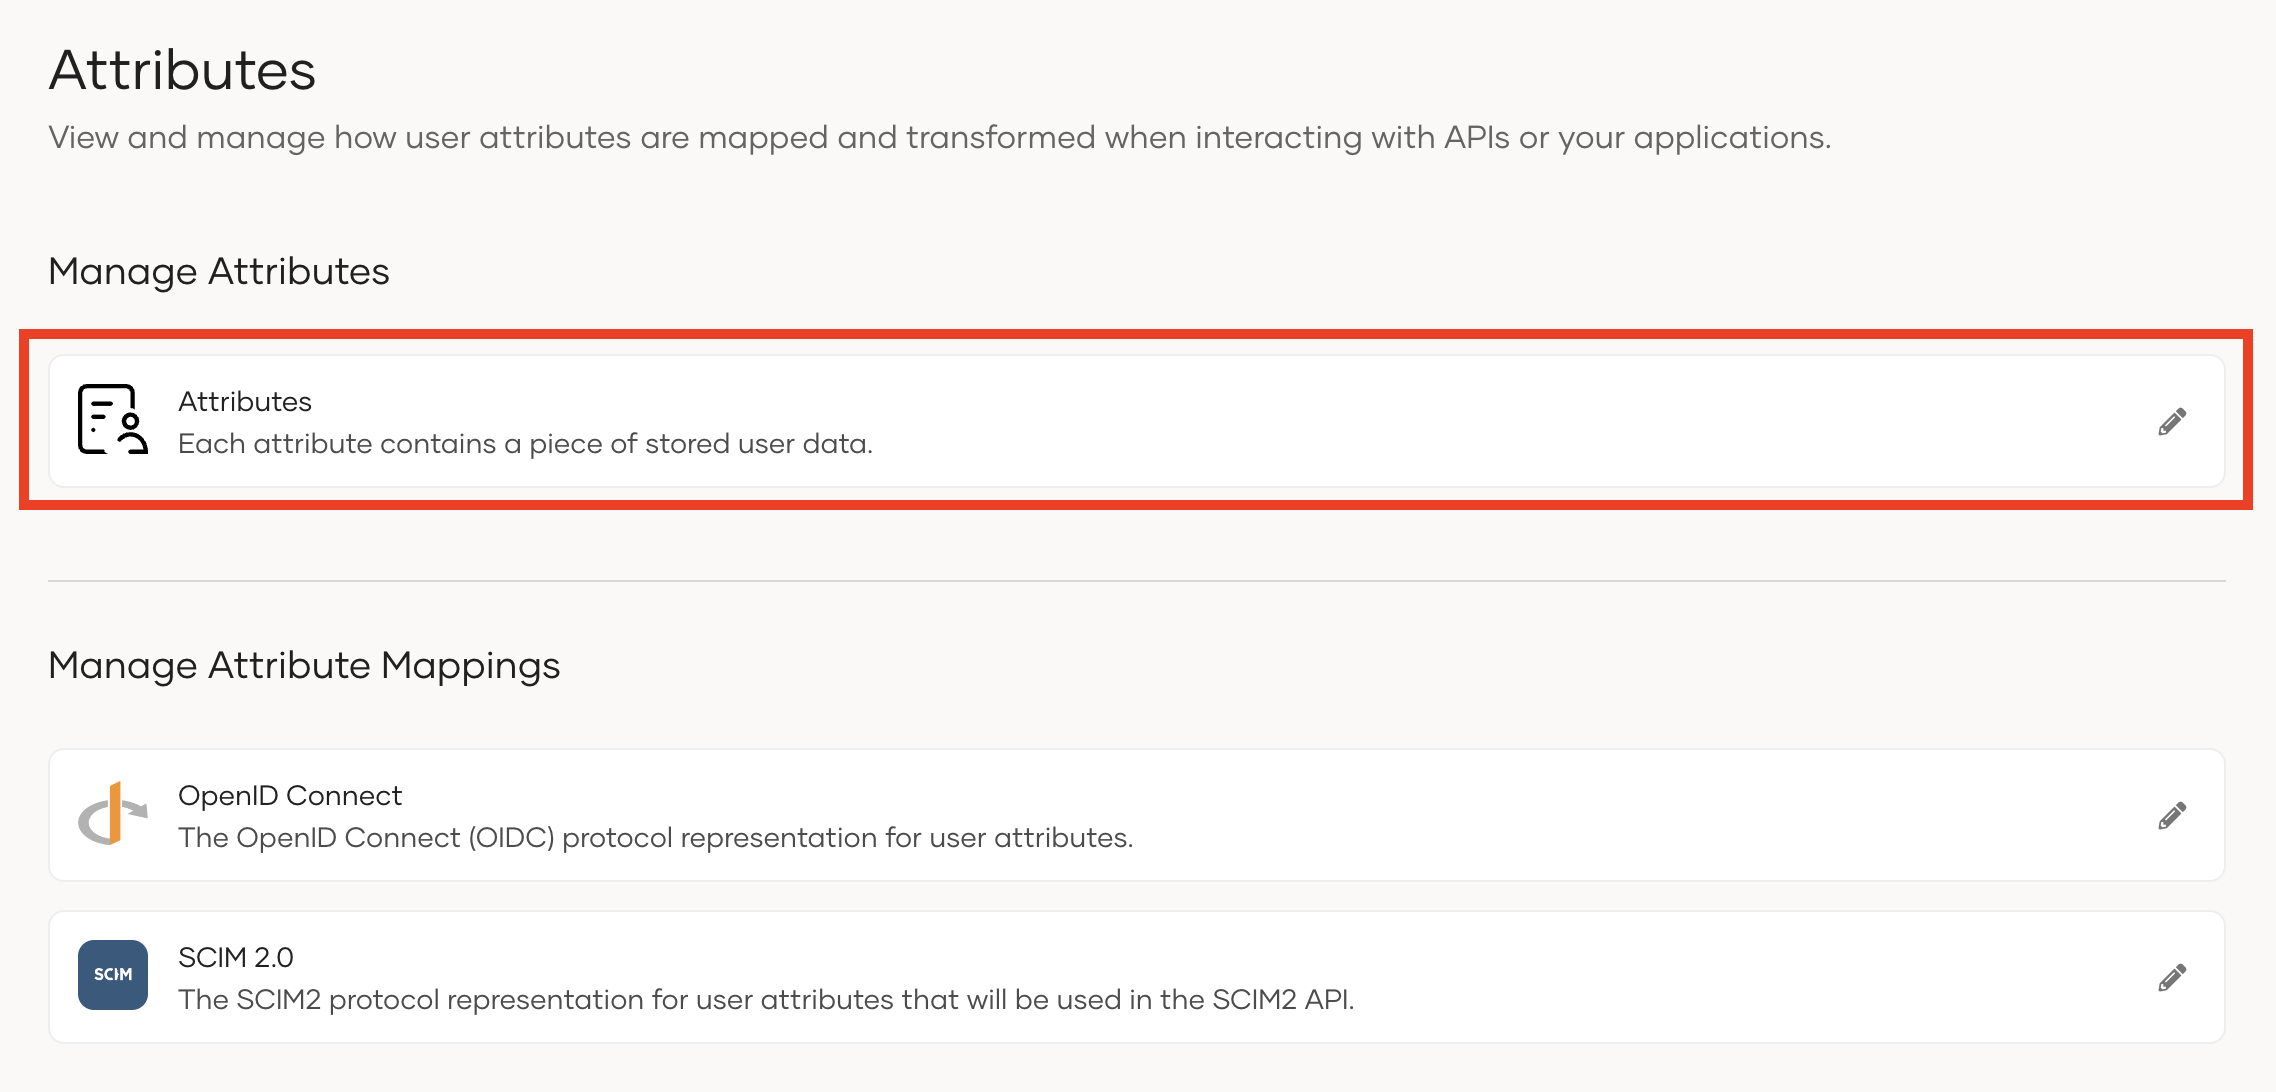 Attributes
View and manage how user attributes are mapped and transformed when interacting with APIs or your applications.
Manage Attributes
Attributes
Each attribute contains a piece of stored user data.
Manage Attribute Mappings
OpenID Connect
The OpenID Connect (OIDC) protocol representation for user attributes.
SCIM
SCIM 2.0
The SCIM2 protocol representation for user attributes that will be used in the SCIM2 API.